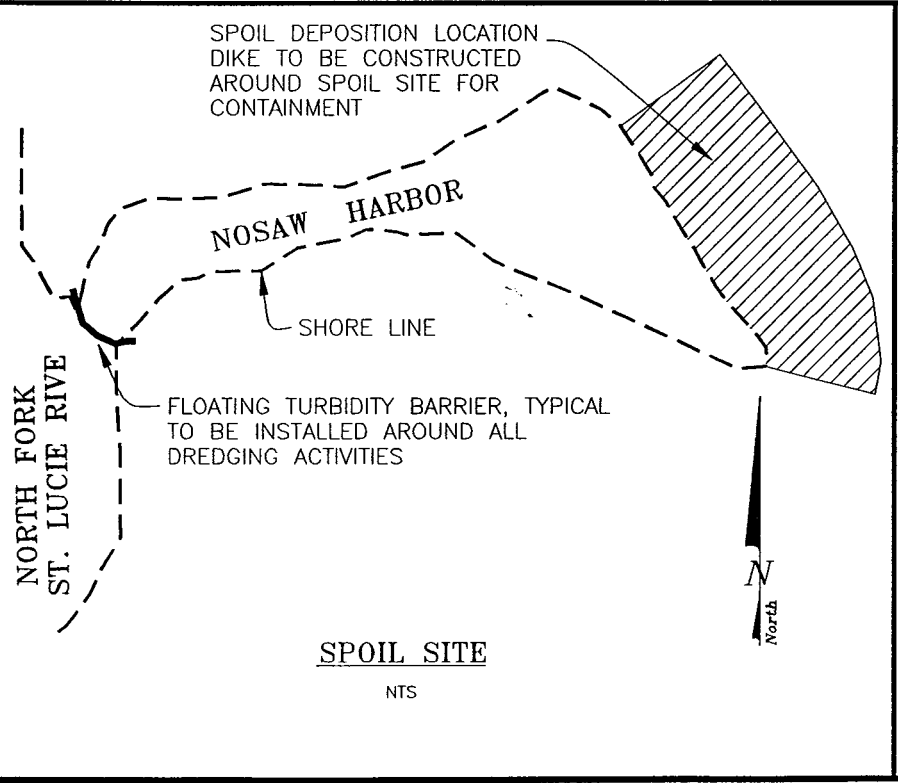 SPOIL DEPOSITION LOCATION
DIKE TO BE CONSTRUCTED
AROUND SPOIL SITE FOR
CONTAINMENT
NOSAW HARBOR
SHORE LINE
FLOATING TURBIDITY BARRIER, TYPICAL
TO BE INSTALLED AROUND ALL
DREDGING ACTIVITIES
NORTH FORK
ST. LUCIE RIVE
N
North
SPOIL SITE
NTS